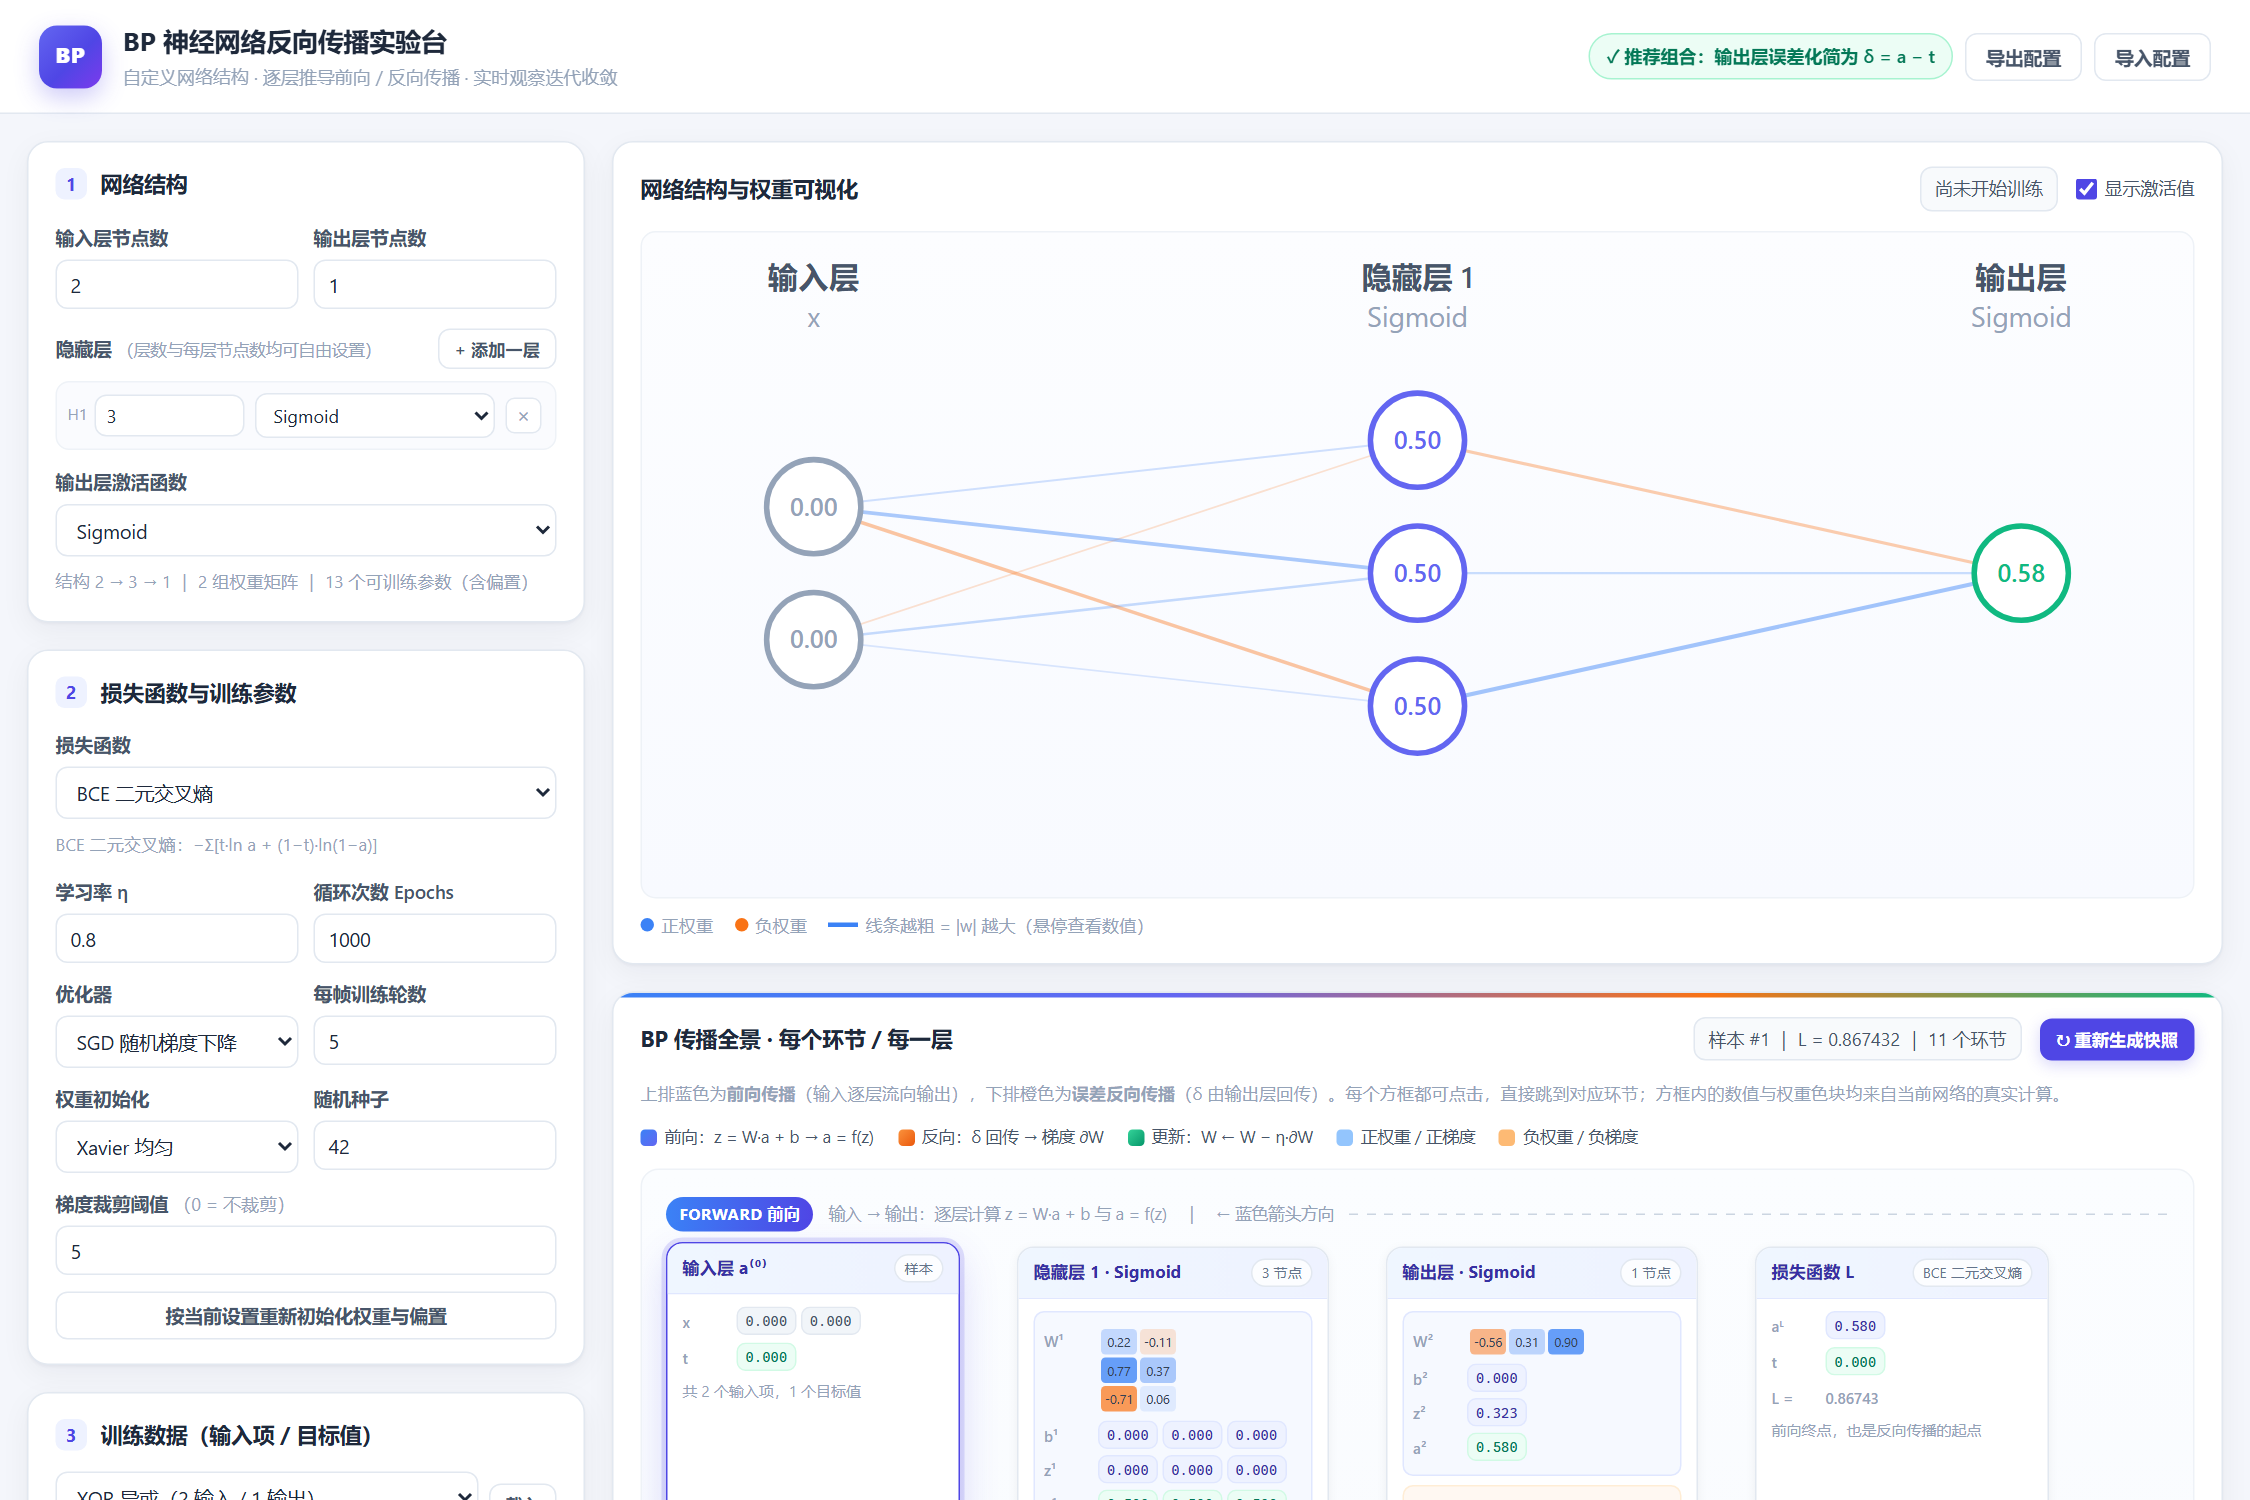 BP
BP 神经网络反向传播实验台
自定义网络结构 · 逐层推导前向 / 反向传播 · 实时观察迭代收敛
✓ 推荐组合：输出层误差化简为 δ = a − t
导出配置
导入配置
1 网络结构
输入层节点数
输出层节点数
2
1
隐藏层 （层数与每层节点数均可自由设置）
+ 添加一层
H1
3
Sigmoid
×
输出层激活函数
Sigmoid
结构 2 → 3 → 1 | 2 组权重矩阵 | 13 个可训练参数（含偏置）
2 损失函数与训练参数
损失函数
BCE 二元交叉熵
BCE 二元交叉熵：−Σ[t·ln a + (1−t)·ln(1−a)]
学习率 η
循环次数 Epochs
0.8
1000
优化器
每帧训练轮数
SGD 随机梯度下降
5
权重初始化
随机种子
Xavier 均匀
42
梯度裁剪阈值 （0 = 不裁剪）
5
按当前设置重新初始化权重与偏置
3 训练数据（输入项 / 目标值）
XOR 异或（2 输入 / 1 输出）
网络结构与权重可视化
尚未开始训练
显示激活值
输入层
x
隐藏层 1
Sigmoid
输出层
Sigmoid
0.00
0.00
0.50
0.50
0.50
0.58
正权重
负权重
线条越粗 = |w| 越大（悬停查看数值）
BP 传播全景 · 每个环节 / 每一层
样本 #1 | L = 0.867432 | 11 个环节
↻ 重新生成快照
上排蓝色为前向传播（输入逐层流向输出），下排橙色为误差反向传播（δ 由输出层回传）。每个方框都可点击，直接跳到对应环节；方框内的数值与权重色块均来自当前网络的真实计算。
前向：z = W·a + b → a = f(z)
反向：δ 回传 → 梯度 ∂W
更新：W ← W − η·∂W
正权重 / 正梯度
负权重 / 负梯度
FORWARD 前向
输入 → 输出：逐层计算 z = W·a + b 与 a = f(z) | ← 蓝色箭头方向
输入层 a⁽⁰⁾
样本
x 0.000 0.000
t 0.000
共 2 个输入项，1 个目标值
隐藏层 1 · Sigmoid
3 节点
W¹ 0.22 -0.11
0.77 0.37
-0.71 0.06
b¹ 0.000 0.000 0.000
z¹ 0.000 0.000 0.000
输出层 · Sigmoid
1 节点
W² -0.56 0.31 0.90
b² 0.000
z² 0.323
a² 0.580
损失函数 L
BCE 二元交叉熵
aᴸ 0.580
t 0.000
L = 0.86743
前向终点，也是反向传播的起点